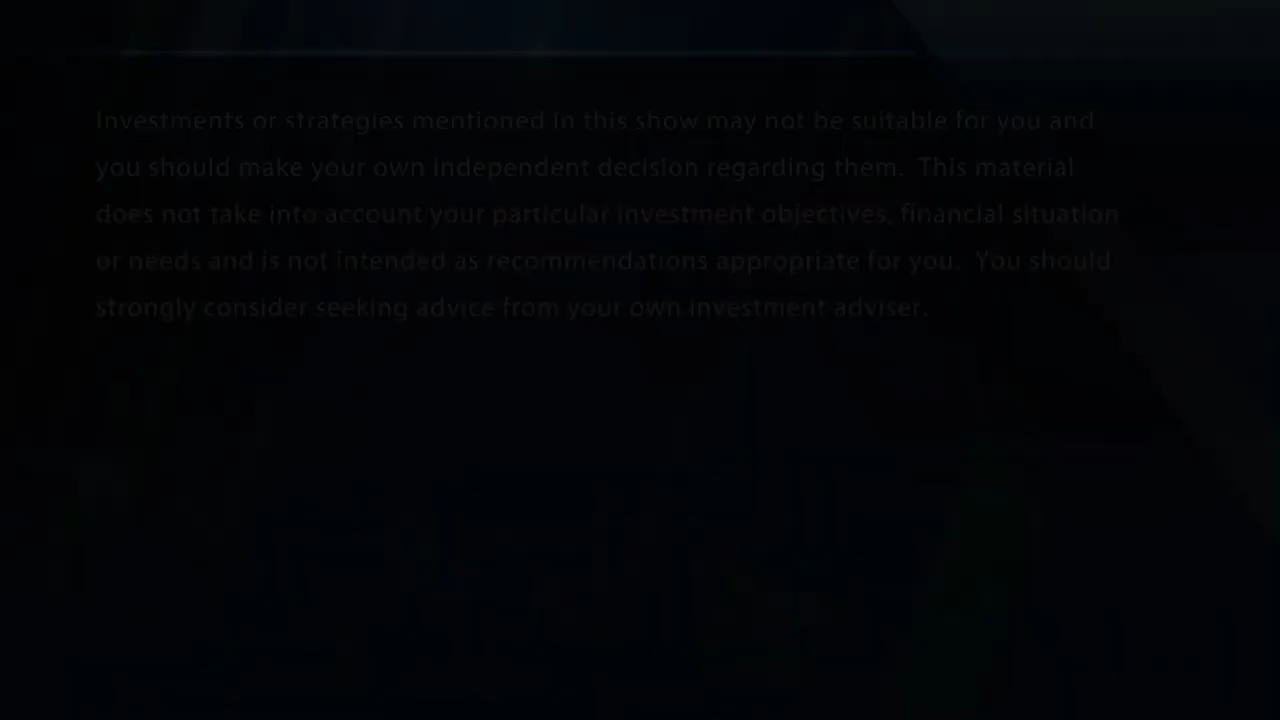 Investments or strategies mentioned in this show may not be suitable for you and
you should make your own independent decision regarding them.  This material
does not take into account your particular investment objectives, financial situation
or needs and is not intended as recommendations appropriate for you.  You should
strongly consider seeking advice from your own investment adviser.